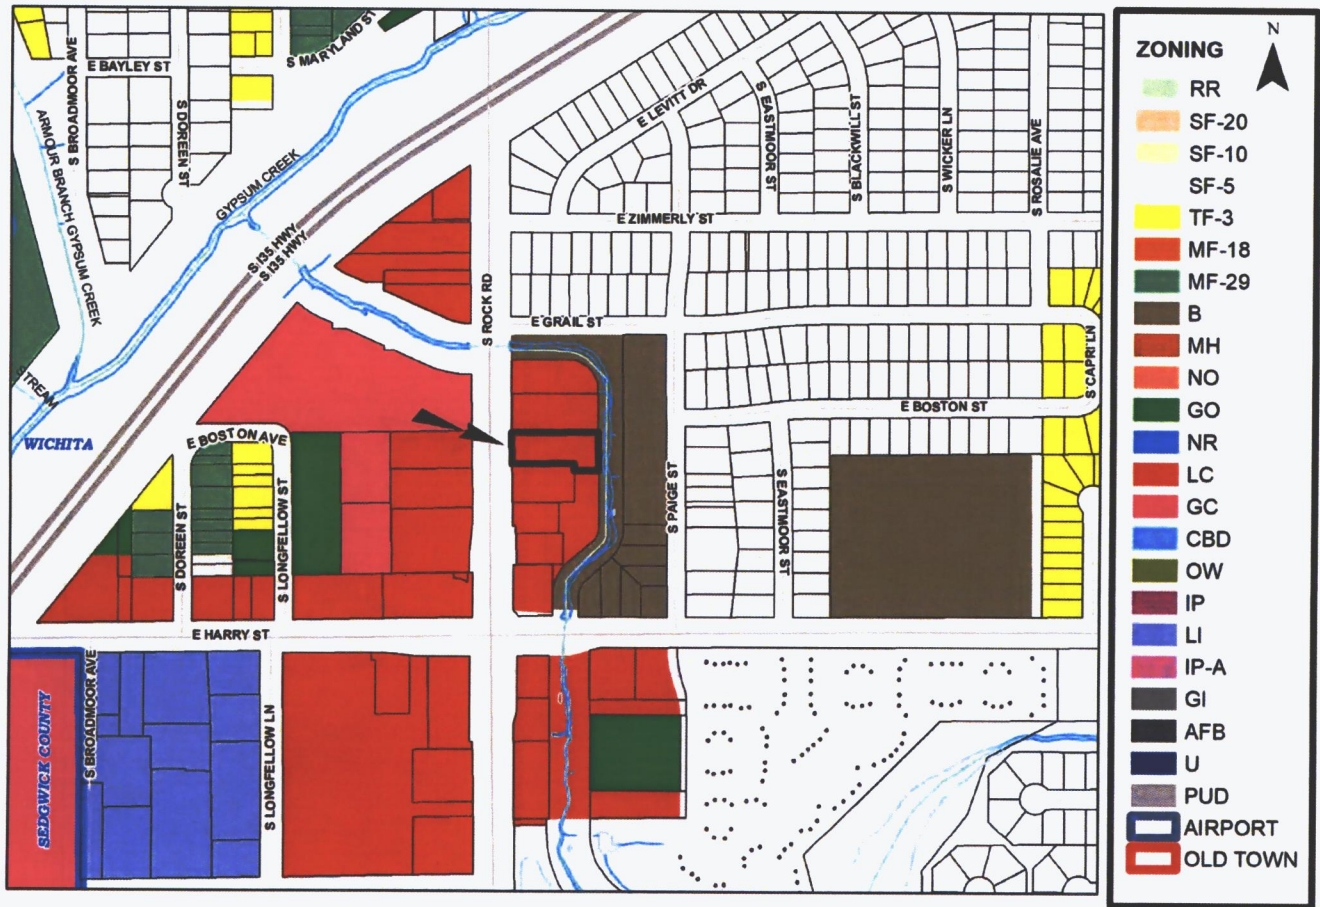 S BROADMOOR AVE
E BAYLEY ST
S MARYLAND ST
S DOREEN ST
ARMOUR BRANCH GYPSUM CREEK
GYPSUM CREEK
S I35 HWY
S I35 HWY
STREAM
WICHITA
E LEVITT DR
S EASTMOOR ST
S BLACKWILL ST
S WICKER LN
S ROSALIE AVE
E ZIMMERLY ST
S ROCK RD
E GRAIL ST
S CAPRI LN
E BOSTON ST
E BOSTON AVE
S DOREEN ST
S LONGFELLOW ST
S PAIGE ST
S EASTMOOR ST
E HARRY ST
S BROADMOOR AVE
SEDGWICK COUNTY
S LONGFELLOW LN
N
ZONING
RR
SF-20
SF-10
SF-5
TF-3
MF-18
MF-29
B
MH
NO
GO
NR
LC
GC
CBD
OW
IP
LI
IP-A
GI
AFB
U
PUD
AIRPORT
OLD TOWN